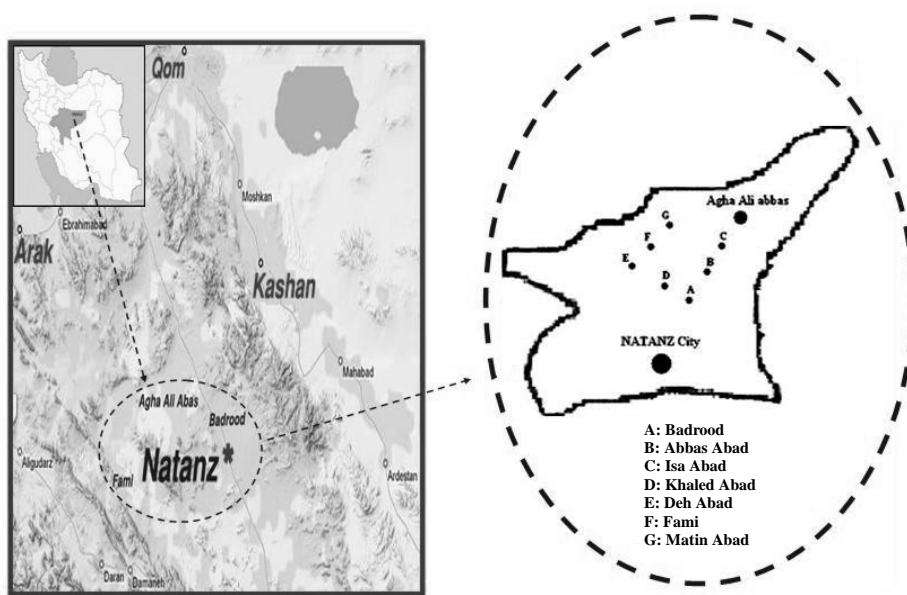 Qom
Moshkan
Ebrahimabad
Arak
Kashan
Mahabad
Agha Ali Abas
Badrood
Natanz*
Fami
Aligudarz
Ardestan
Daran
Damaneh
Agha Ali abbas
G
F
C
E
B
D
A
NATANZ City
A: Badrood
B: Abbas Abad
C: Isa Abad
D: Khaled Abad
E: Deh Abad
F: Fami
G: Matin Abad